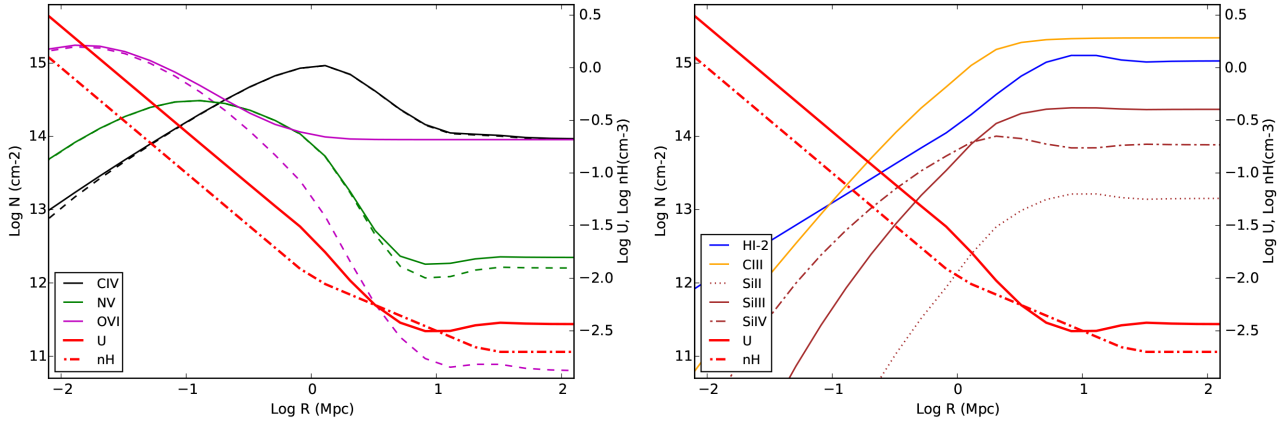 15
14
13
12
11
Log N (cm-2)
0.5
0.0
−0.5
−1.0
−1.5
−2.0
−2.5
Log U, Log nH(cm-3)
CIV
NV
OVI
U
nH
−2
−1
0
1
2
Log R (Mpc)
15
14
13
12
11
Log N (cm-2)
0.5
0.0
−0.5
−1.0
−1.5
−2.0
−2.5
Log U, Log nH(cm-3)
HI-2
CIII
SiII
SiIII
SiIV
U
nH
−2
−1
0
1
2
Log R (Mpc)